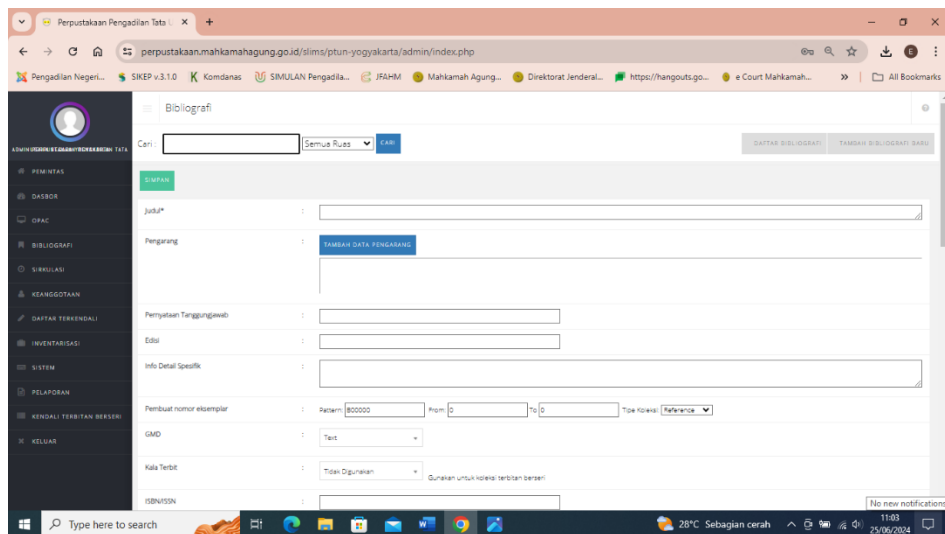 Perpustakaan Pengadilan Tata U
perpustakaan.mahkamahagung.go.id/slims/ptun-yogyakarta/admin/index.php
E
Pengadilan Negeri... SIKEP v.3.1.0 Komdanas SIMULAN Pengadila... JFAHM Mahkamah Agung... Direktorat Jenderal... https://hangouts.go... e Court Mahkamah... » All Bookmarks
Bibliografi
Cari : Semua Ruas CARI DAFTAR BIBLIOGRAFI TAMBAH BIBLIOGRAFI BARU
PEMINTAS
DASBOR
OPAC
BIBLIOGRAFI
SIRKULASI
KEANGGOTAAN
DAFTAR TERKENDALI
INVENTARISASI
SISTEM
PELAPORAN
KENDALI TERBITAN BERSERI
KELUAR
SIMPAN
Judul* :
Pengarang : TAMBAH DATA PENGARANG
Pernyataan Tanggungjawab :
Edisi :
Info Detail Spesifik :
Pembuat nomor eksemplar : Pattern: B00000 From: 0 To 0 Tipe Koleksi: Reference
GMD : Text
Kala Terbit : Tidak Digunakan Gunakan untuk koleksi terbitan berseri
ISBN/ISSN :
No new notifications
Type here to search 28°C Sebagian cerah 11:03
25/06/2024